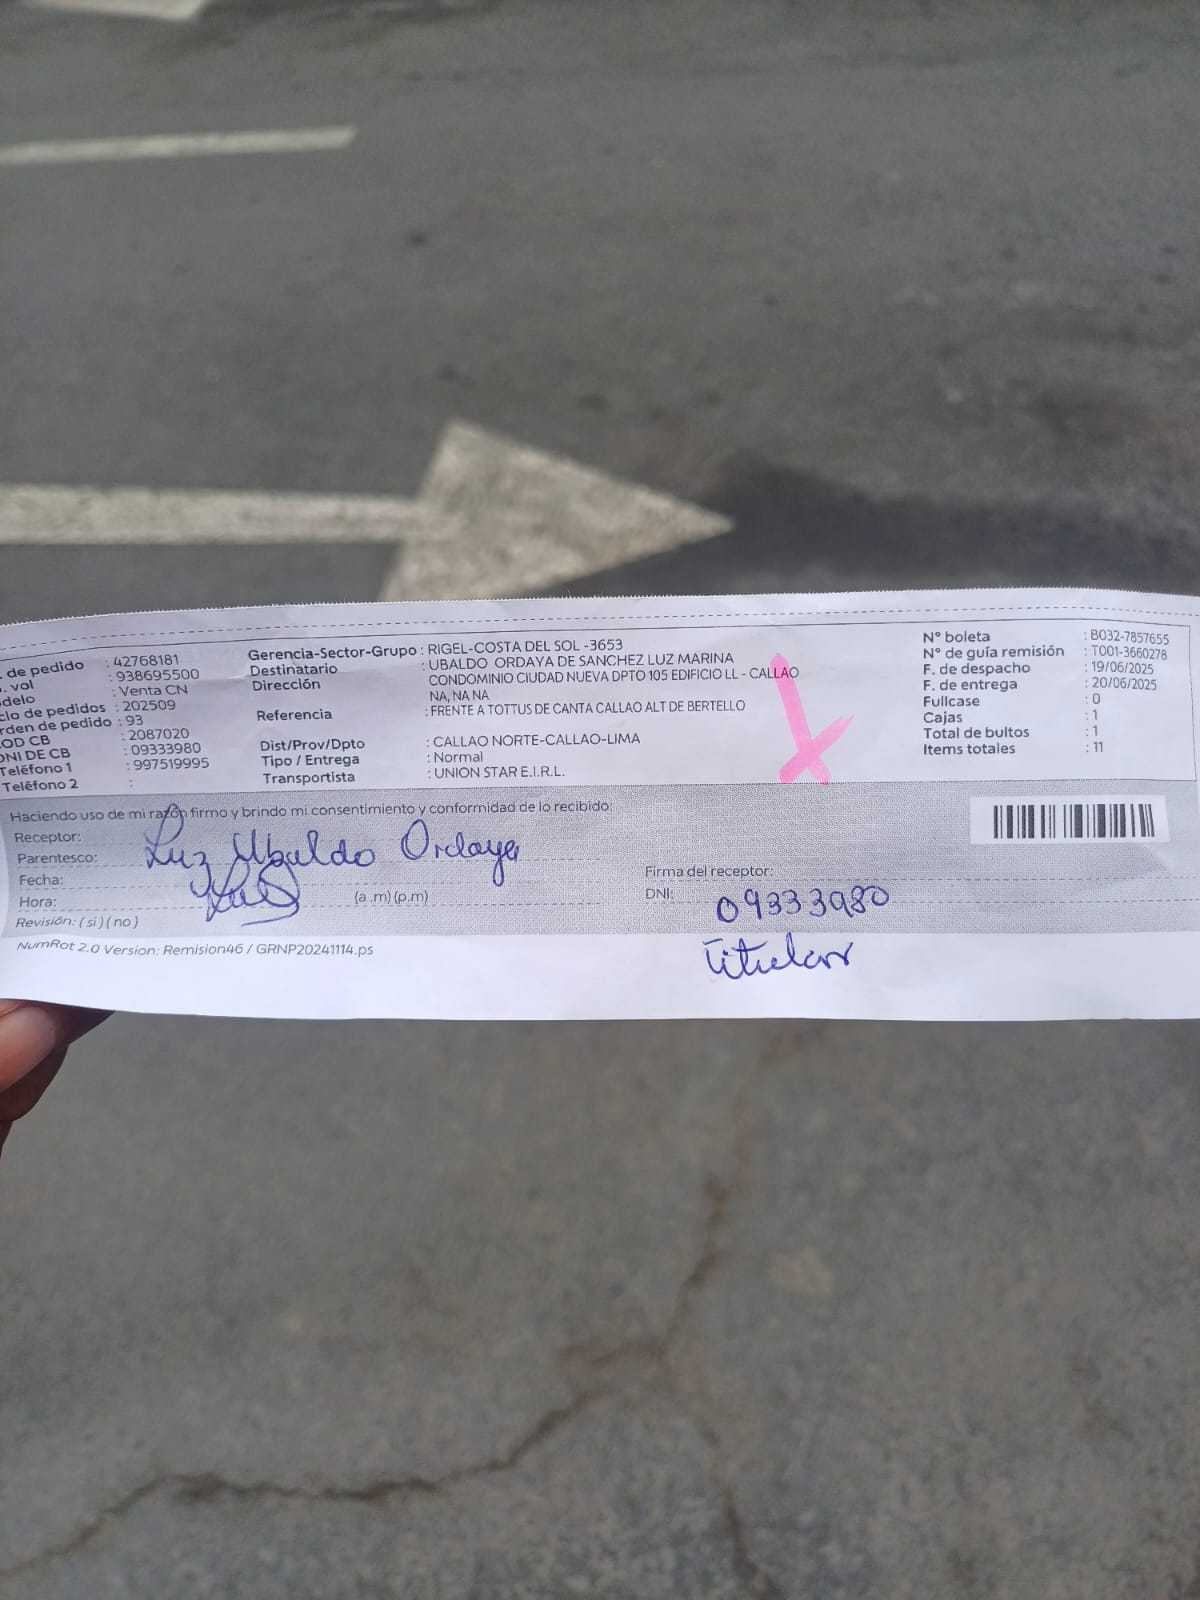 . de pedido : 42768181
. vol : 938695500
delo : Venta CN
clo de pedidos : 202509
rden de pedido : 93
OD CB : 2087020
DNI DE CB : 09333980
Teléfono 1 : 997519995
Teléfono 2 :
Gerencia-Sector-Grupo : RIGEL-COSTA DEL SOL -3653
Destinatario : UBALDO ORDAYA DE SANCHEZ LUZ MARINA
Dirección : CONDOMINIO CIUDAD NUEVA DPTO 105 EDIFICIO LL - CALLAO
NA, NA NA
Referencia : FRENTE A TOTTUS DE CANTA CALLAO ALT DE BERTELLO
Dist/Prov/Dpto : CALLAO NORTE-CALLAO-LIMA
Tipo / Entrega : Normal
Transportista : UNION STAR E.I.R.L.
N° boleta : B032-7857655
N° de guía remisión : T001-3660278
F. de despacho : 19/06/2025
F. de entrega : 20/06/2025
Fullcase : 0
Cajas : 1
Total de bultos : 1
Items totales : 11
Haciendo uso de mi razón firmo y brindo mi consentimiento y conformidad de lo recibido:
Receptor:
Parentesco: Luz Ubaldo Ordaya
Fecha:
Hora: (a .m) (p.m)
Revisión: ( si ) ( no )
Firma del receptor:
DNI: 09333980
Titular
NumRot 2.0 Version: Remision46 / GRNP20241114.ps